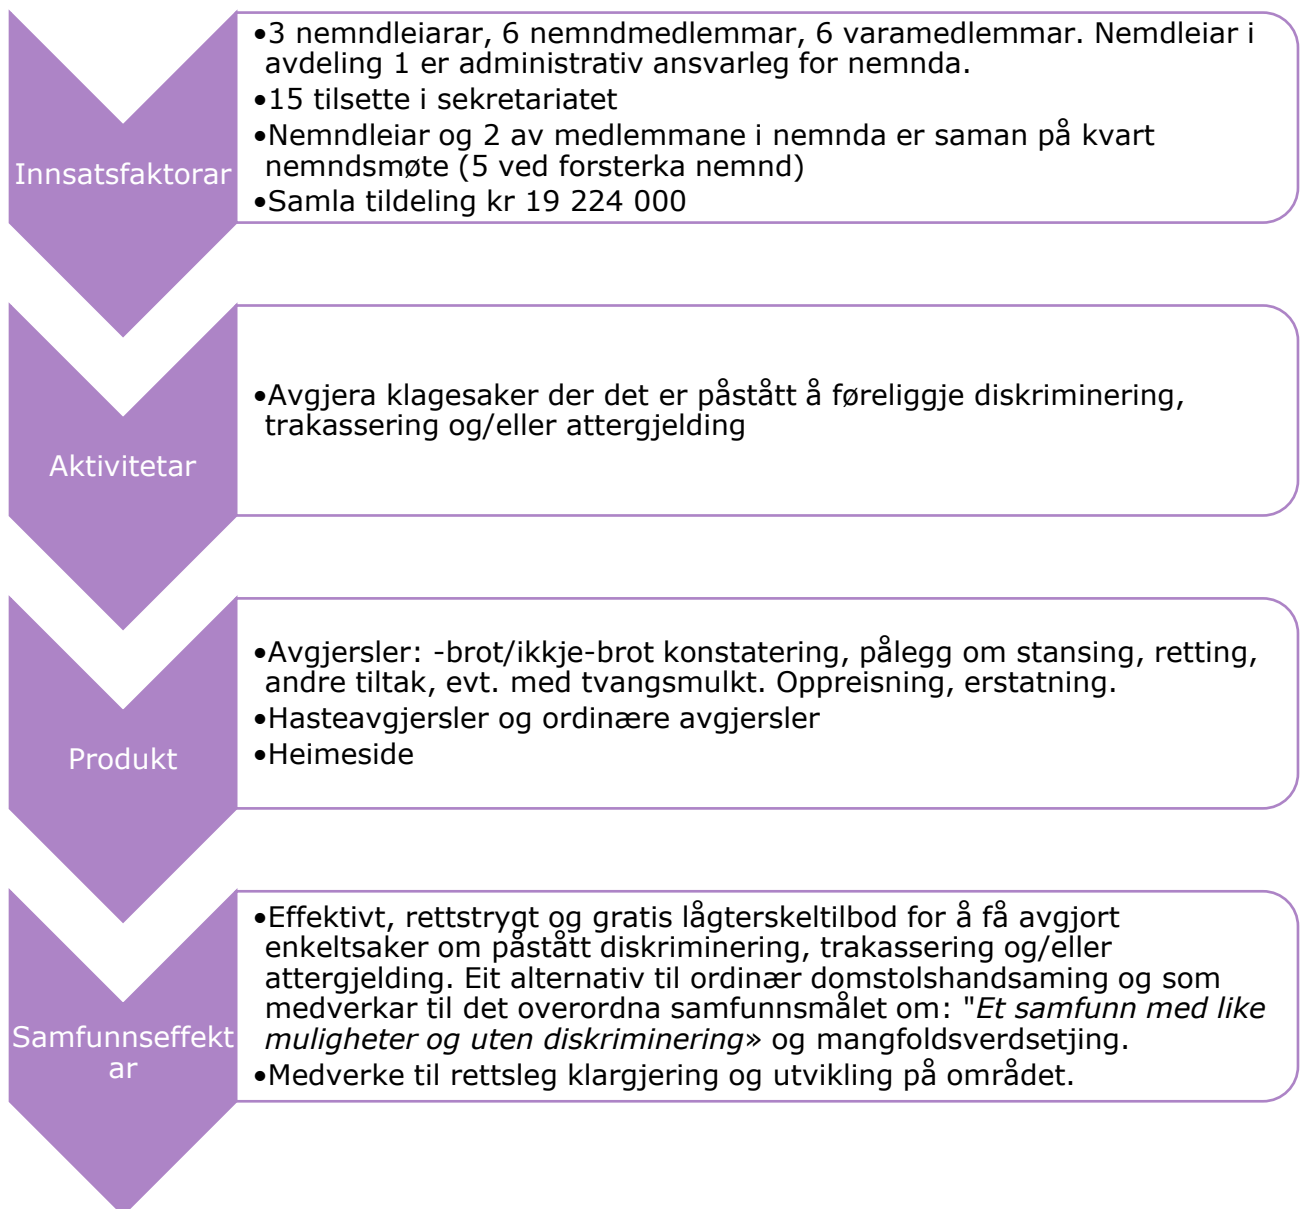 Innsatsfaktorar
•3 nemndleiarar, 6 nemndmedlemmar, 6 varamedlemmar. Nemdleiar i
avdeling 1 er administrativ ansvarleg for nemnda.
•15 tilsette i sekretariatet
•Nemndleiar og 2 av medlemmane i nemnda er saman på kvart
nemndsmøte (5 ved forsterka nemnd)
•Samla tildeling kr 19 224 000
Aktivitetar
•Avgjera klagesaker der det er påstått å føreliggje diskriminering,
trakassering og/eller attergjelding
Produkt
•Avgjersler: -brot/ikkje-brot konstatering, pålegg om stansing, retting,
andre tiltak, evt. med tvangsmulkt. Oppreisning, erstatning.
•Hasteavgjersler og ordinære avgjersler
•Heimeside
Samfunnseffekt
ar
•Effektivt, rettstrygt og gratis lågterskeltilbod for å få avgjort
enkeltsaker om påstått diskriminering, trakassering og/eller
attergjelding. Eit alternativ til ordinær domstolshandsaming og som
medverkar til det overordna samfunnsmålet om: "Et samfunn med like
muligheter og uten diskriminering» og mangfoldsverdsetjing.
•Medverke til rettsleg klargjering og utvikling på området.